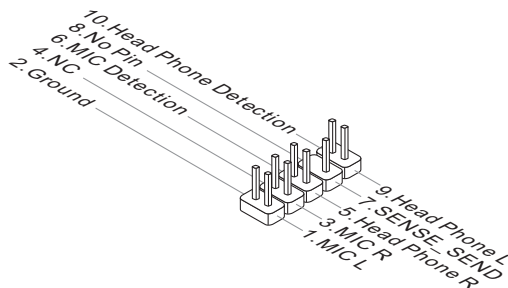 10.Head Phone Detection
8.No Pin
6.MIC Detection
4.NC
2.Ground
9.Head Phone L
7.SENSE_SEND
5.Head Phone R
3.MIC R
1.MIC L